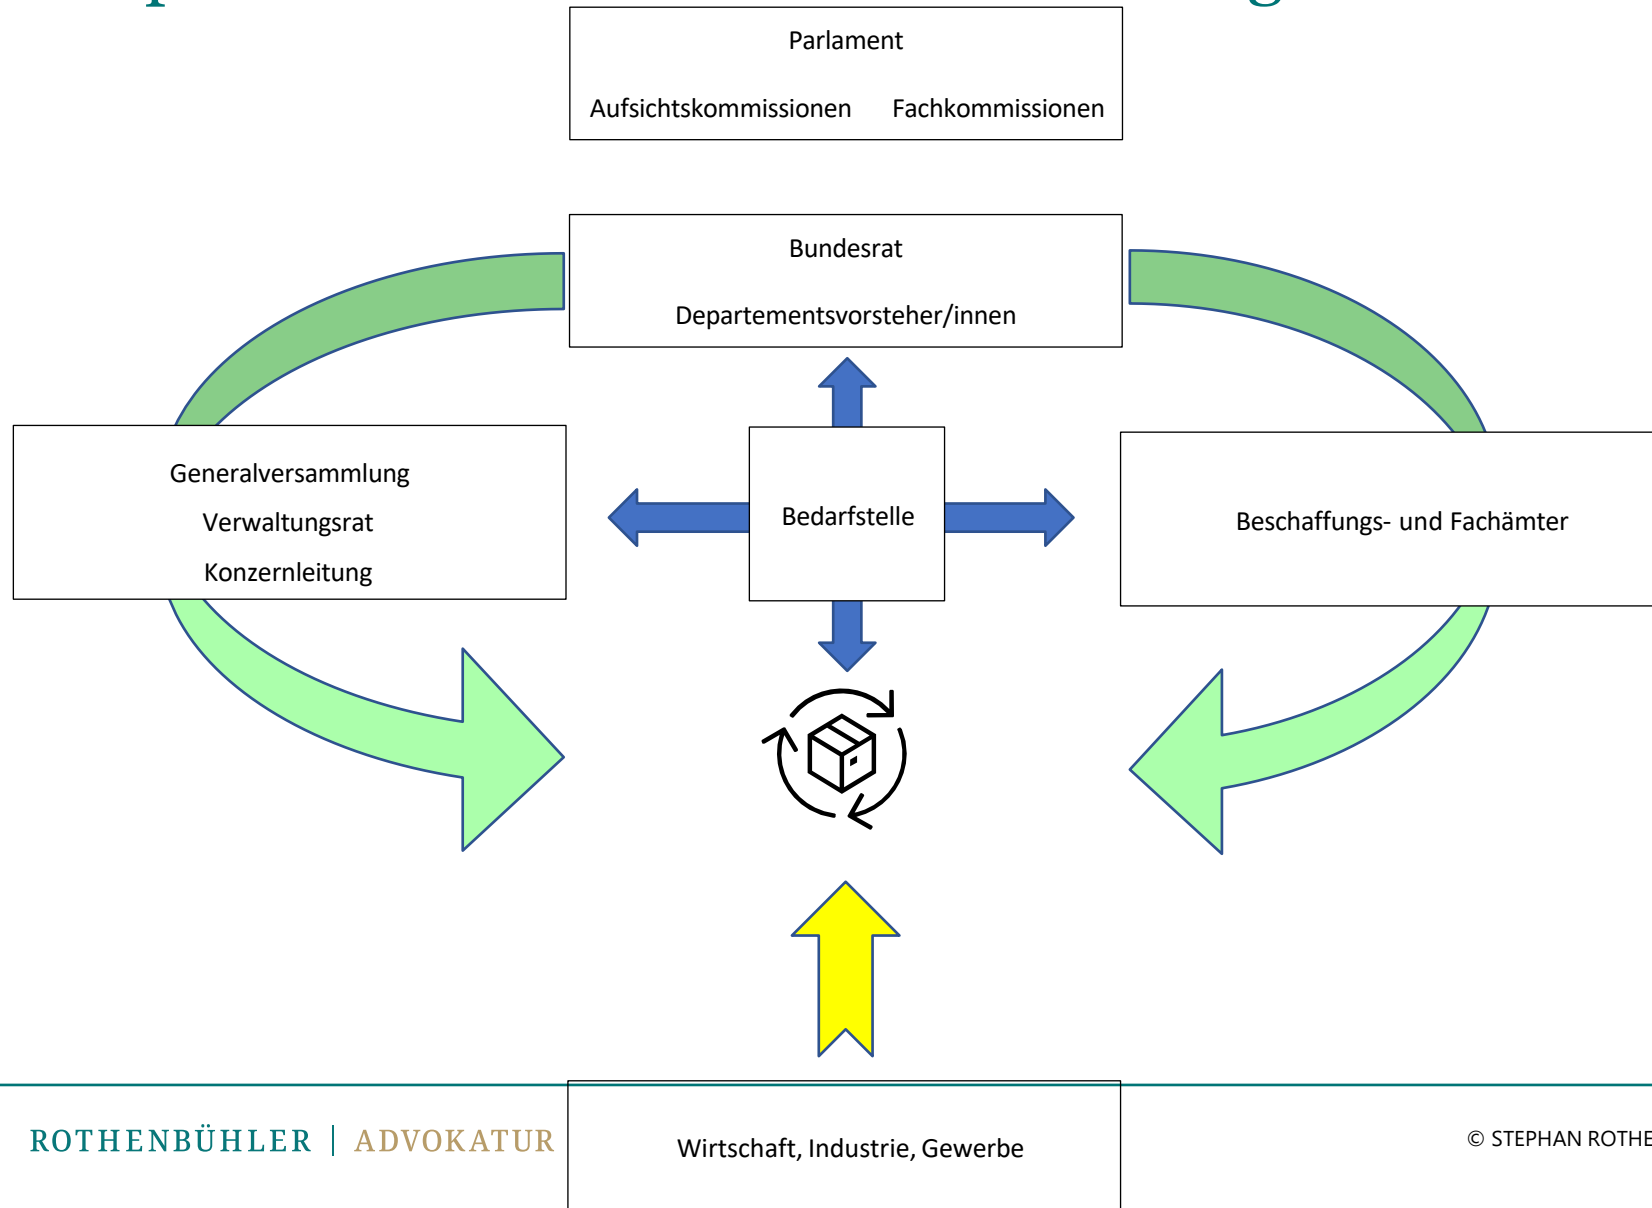 Parlament
Aufsichtskommissionen Fachkommissionen
Bundesrat
Departementsvorsteher/innen
Generalversammlung
Verwaltungsrat
Konzernleitung
Bedarfstelle
Beschaffungs- und Fachämter
Wirtschaft, Industrie, Gewerbe
ROTHENBÜHLER | ADVOKATUR
© STEPHAN ROTHE